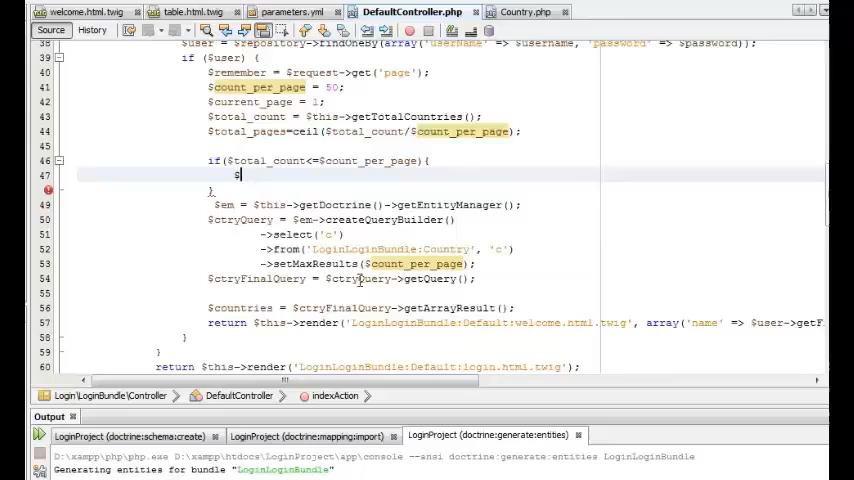 welcome.html.twig table.html.twig parameters.yml DefaultController.php Country.php
Source History
38 $user = $repository->findOneBy(array('userName' => $username, 'password' => $password));
39 if ($user) {
40 $remember = $request->get('page');
41 $count_per_page = 50;
42 $current_page = 1;
43 $total_count = $this->getTotalCountries();
44 $total_pages=ceil($total_count/$count_per_page);
45
46 if($total_count<=$count_per_page){
47 $
}
49 $em = $this->getDoctrine()->getEntityManager();
50 $ctryQuery = $em->createQueryBuilder()
51 ->select('c')
52 ->from('LoginLoginBundle:Country', 'c')
53 ->setMaxResults($count_per_page);
54 $ctryFinalQuery = $ctryQuery->getQuery();
55
56 $countries = $ctryFinalQuery->getArrayResult();
57 return $this->render('LoginLoginBundle:Default:welcome.html.twig', array('name' => $user->getF
58 }
59 }
60 return $this->render('LoginLoginBundle:Default:login.html.twig');
Login\LoginBundle\Controller DefaultController indexAction
Output
LoginProject (doctrine:schema:create) LoginProject (doctrine:mapping:import) LoginProject (doctrine:generate:entities)
D:\xampp\php\php.exe D:\xampp\htdocs\LoginProject\app\console --ansi doctrine:generate:entities LoginLoginBundle
Generating entities for bundle "LoginLoginBundle"